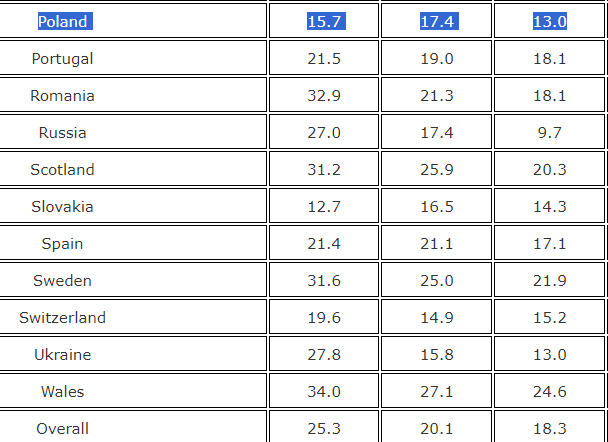 Poland 15.7 17.4 13.0
Portugal 21.5 19.0 18.1
Romania 32.9 21.3 18.1
Russia 27.0 17.4 9.7
Scotland 31.2 25.9 20.3
Slovakia 12.7 16.5 14.3
Spain 21.4 21.1 17.1
Sweden 31.6 25.0 21.9
Switzerland 19.6 14.9 15.2
Ukraine 27.8 15.8 13.0
Wales 34.0 27.1 24.6
Overall 25.3 20.1 18.3